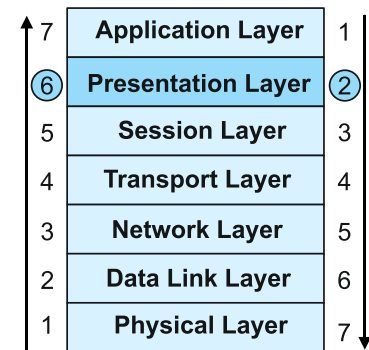 7 Application Layer 1
6 Presentation Layer 2
5 Session Layer 3
4 Transport Layer 4
3 Network Layer 5
2 Data Link Layer 6
1 Physical Layer 7